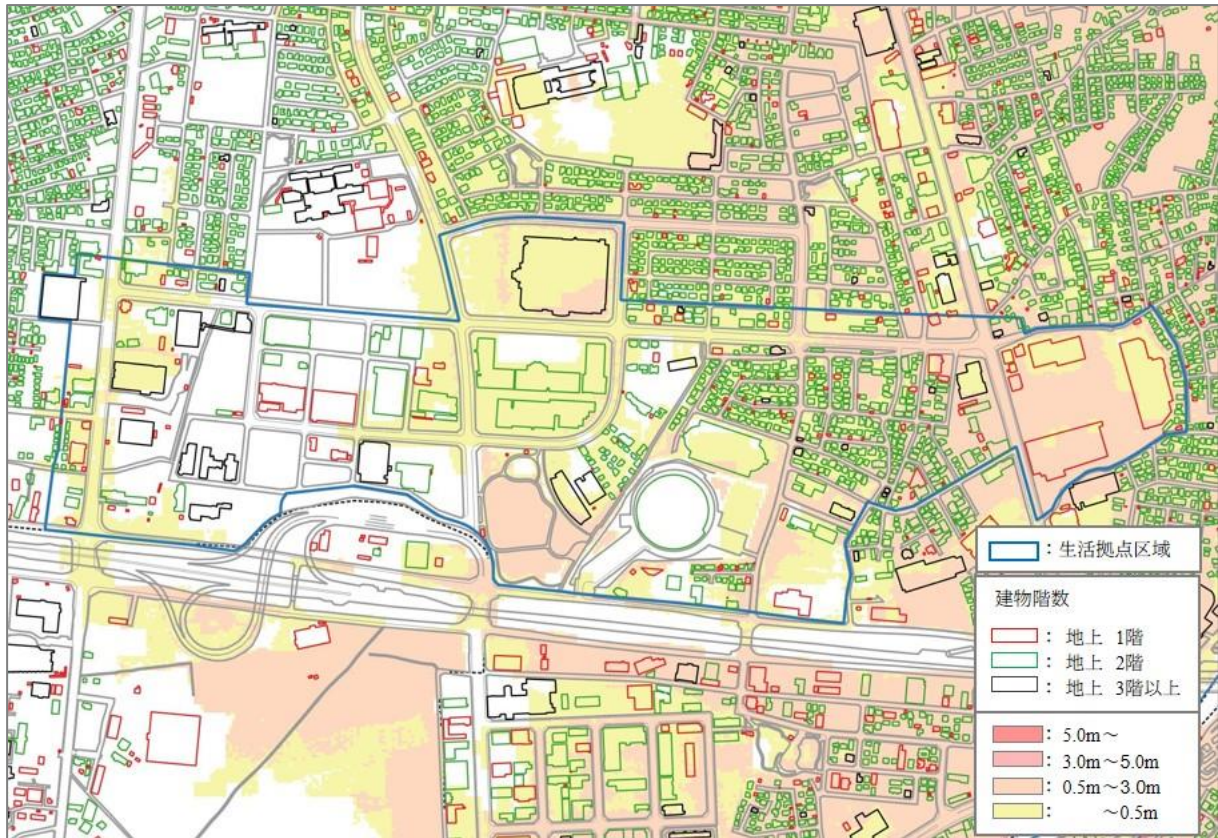 ：生活拠点区域
建物階数
：地上 1階
：地上 2階
：地上 3階以上
：5.0m～
：3.0m～5.0m
：0.5m～3.0m
：　　～0.5m